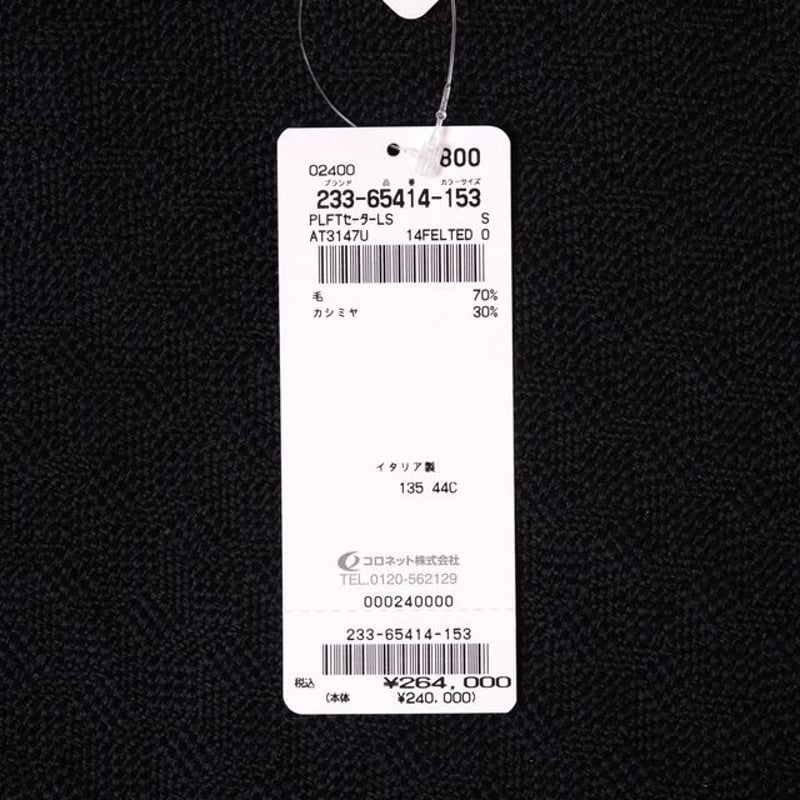 02400 800
ブランド 品 番 カラーサイズ
233-65414-153
PLFTセーターLS S
AT3147U 14FELTED 0
毛 70%
カシミヤ 30%
イタリア製
135 44C
コロネット株式会社
TEL.0120-562129
000240000
233-65414-153
税込 ¥264,000
(本体 ¥240,000)